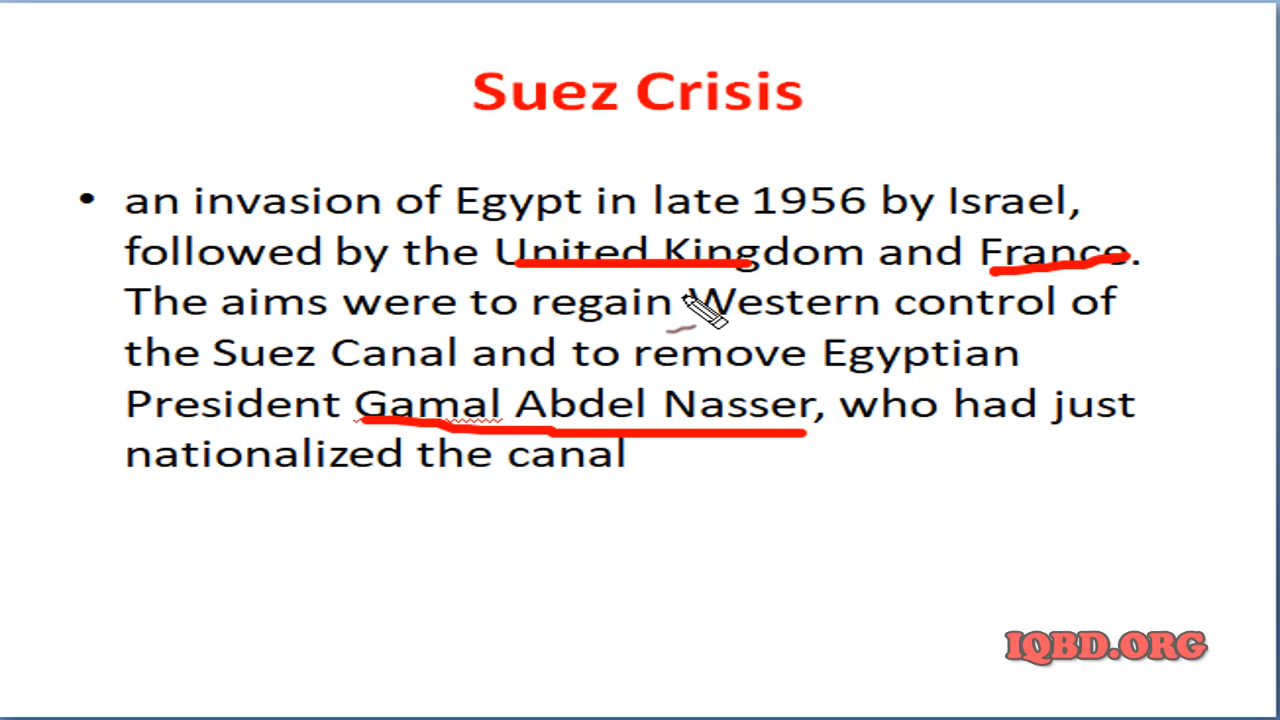 Suez Crisis
• an invasion of Egypt in late 1956 by Israel,
followed by the United Kingdom and France.
The aims were to regain Western control of
the Suez Canal and to remove Egyptian
President Gamal Abdel Nasser, who had just
nationalized the canal
IQBD.ORG